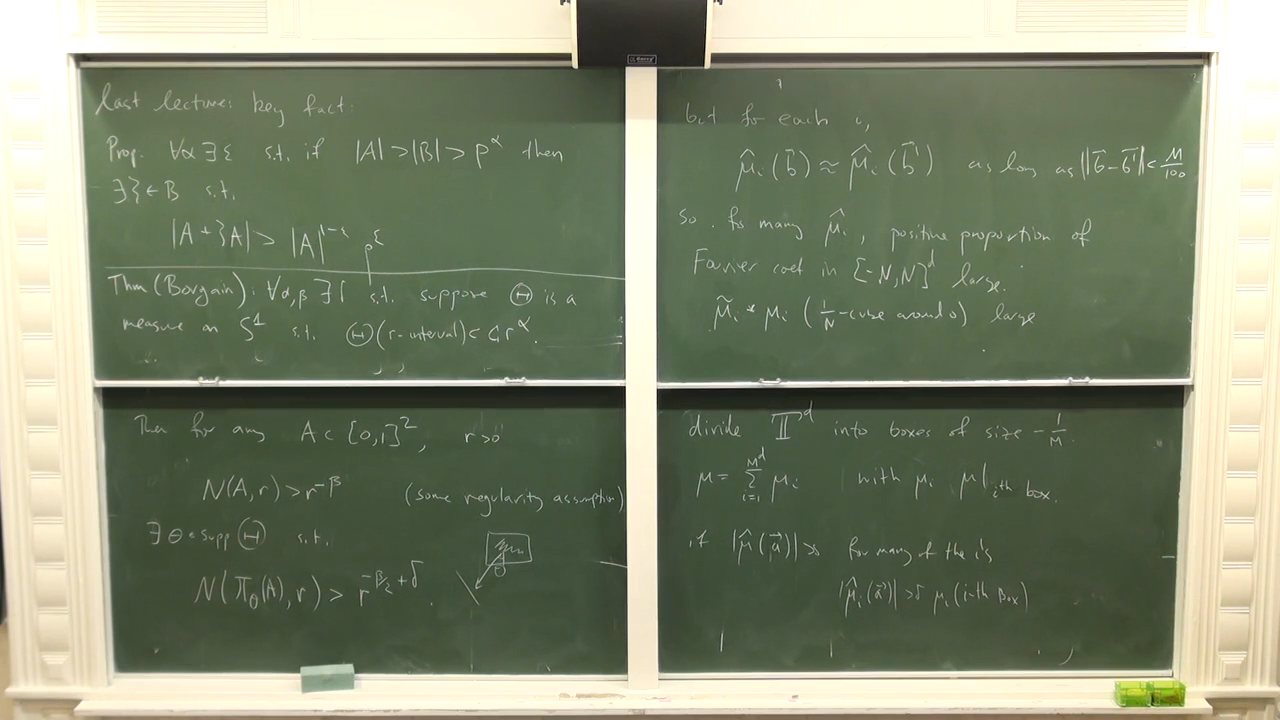 last lecture: key fact:
Prop. ∀α ∃ε s.t. if |A| > |B| > p^α then
∃ξ ∈ B s.t.
|A + ξA| > |A|^{1-ε} p^ε
Thm (Bourgain): ∀α,β ∃δ s.t. suppose Θ is a
measure on S^1 s.t. Θ(r-interval) < C_1 r^α.
Then for any A ⊂ [0,1]^2, r>0
N(A,r) > r^{-β} (some regularity assumption)
∃ θ ∈ supp Θ s.t.
N(π_θ(A), r) > r^{-β/2 + δ}.
θ
but for each i,
μ̂_i(b⃗) ≈ μ̂_i(b⃗') as long as ||b⃗-b⃗'|| < M/100
So for many μ̂_i, positive proportion of
Fourier coef in [-N,N]^d large.
μ̃_i * μ_i (1/N-cube around 0) large
divide 𝕋^d into boxes of size ~ 1/M.
μ = Σ_{i=1}^{M^d} μ_i with μ_i μ|_{ith box}.
if |μ̂(a⃗)| > δ for many of the i's
|μ̂_i(a⃗)| > δ μ_i(i-th Box)